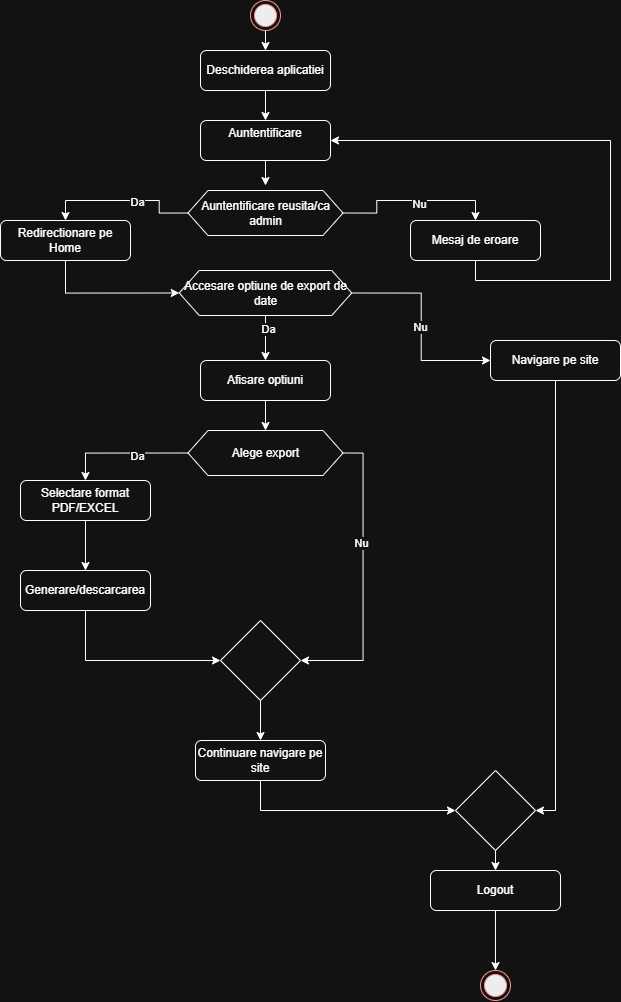 Deschiderea aplicatiei
Auntentificare
Auntentificare reusita/ca
admin
Da
Nu
Redirectionare pe
Home
Mesaj de eroare
Accesare optiune de export de
date
Da
Nu
Navigare pe site
Afisare optiuni
Alege export
Da
Selectare format
PDF/EXCEL
Nu
Generare/descarcarea
Continuare navigare pe
site
Logout